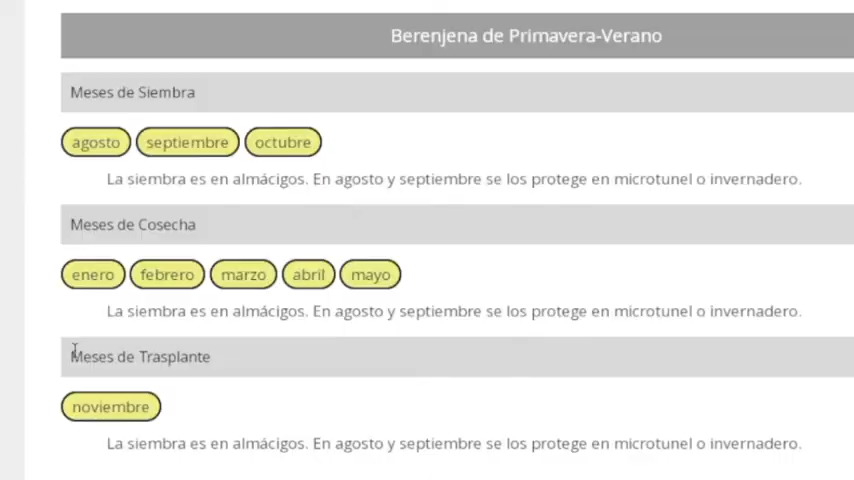 Berenjena de Primavera-Verano
Meses de Siembra
agosto septiembre octubre
La siembra es en almácigos. En agosto y septiembre se los protege en microtunel o invernadero.
Meses de Cosecha
enero febrero marzo abril mayo
La siembra es en almácigos. En agosto y septiembre se los protege en microtunel o invernadero.
Meses de Trasplante
noviembre
La siembra es en almácigos. En agosto y septiembre se los protege en microtunel o invernadero.